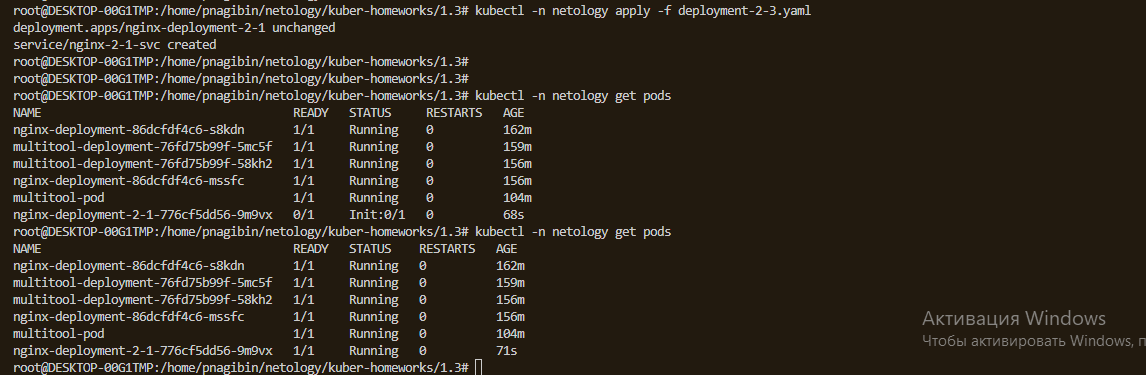 root@DESKTOP-00G1TMP:/home/pnagibin/netology/kuber-homeworks/1.3# kubectl -n netology apply -f deployment-2-3.yaml
deployment.apps/nginx-deployment-2-1 unchanged
service/nginx-2-1-svc created
root@DESKTOP-00G1TMP:/home/pnagibin/netology/kuber-homeworks/1.3#
root@DESKTOP-00G1TMP:/home/pnagibin/netology/kuber-homeworks/1.3#
root@DESKTOP-00G1TMP:/home/pnagibin/netology/kuber-homeworks/1.3# kubectl -n netology get pods
NAME READY STATUS RESTARTS AGE
nginx-deployment-86dcfdf4c6-s8kdn 1/1 Running 0 162m
multitool-deployment-76fd75b99f-5mc5f 1/1 Running 0 159m
multitool-deployment-76fd75b99f-58kh2 1/1 Running 0 156m
nginx-deployment-86dcfdf4c6-mssfc 1/1 Running 0 156m
multitool-pod 1/1 Running 0 104m
nginx-deployment-2-1-776cf5dd56-9m9vx 0/1 Init:0/1 0 68s
root@DESKTOP-00G1TMP:/home/pnagibin/netology/kuber-homeworks/1.3# kubectl -n netology get pods
NAME READY STATUS RESTARTS AGE
nginx-deployment-86dcfdf4c6-s8kdn 1/1 Running 0 162m
multitool-deployment-76fd75b99f-5mc5f 1/1 Running 0 159m
multitool-deployment-76fd75b99f-58kh2 1/1 Running 0 156m
nginx-deployment-86dcfdf4c6-mssfc 1/1 Running 0 156m
multitool-pod 1/1 Running 0 104m
nginx-deployment-2-1-776cf5dd56-9m9vx 1/1 Running 0 71s
root@DESKTOP-00G1TMP:/home/pnagibin/netology/kuber-homeworks/1.3#
Активация Windows
Чтобы активировать Windows, п